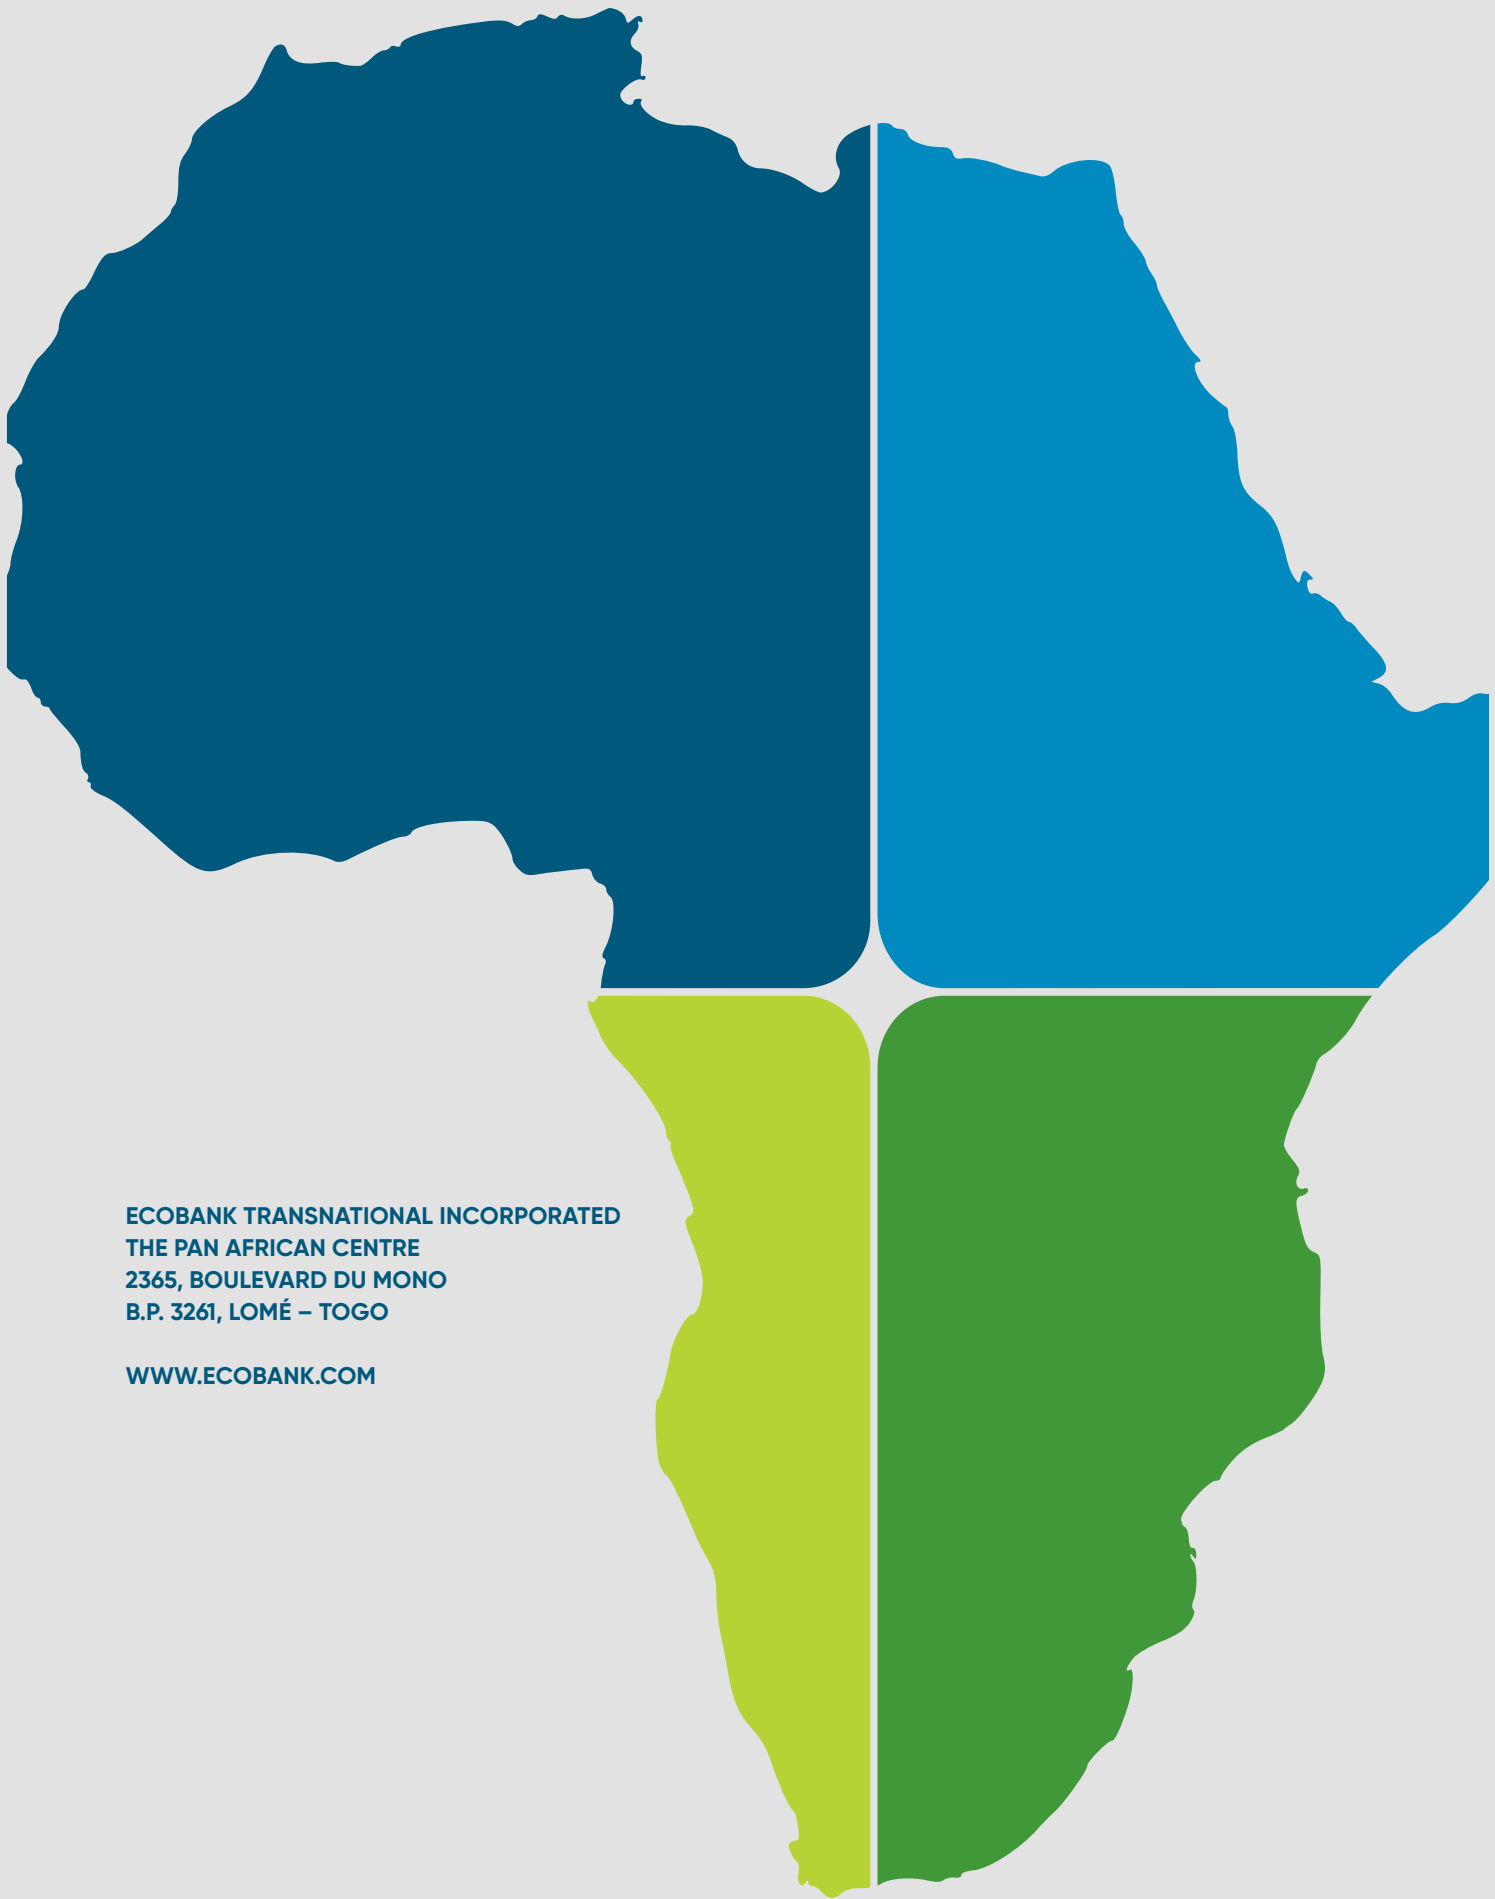 ECOBANK TRANSNATIONAL INCORPORATED
THE PAN AFRICAN CENTRE
2365, BOULEVARD DU MONO
B.P. 3261, LOMÉ – TOGO
WWW.ECOBANK.COM